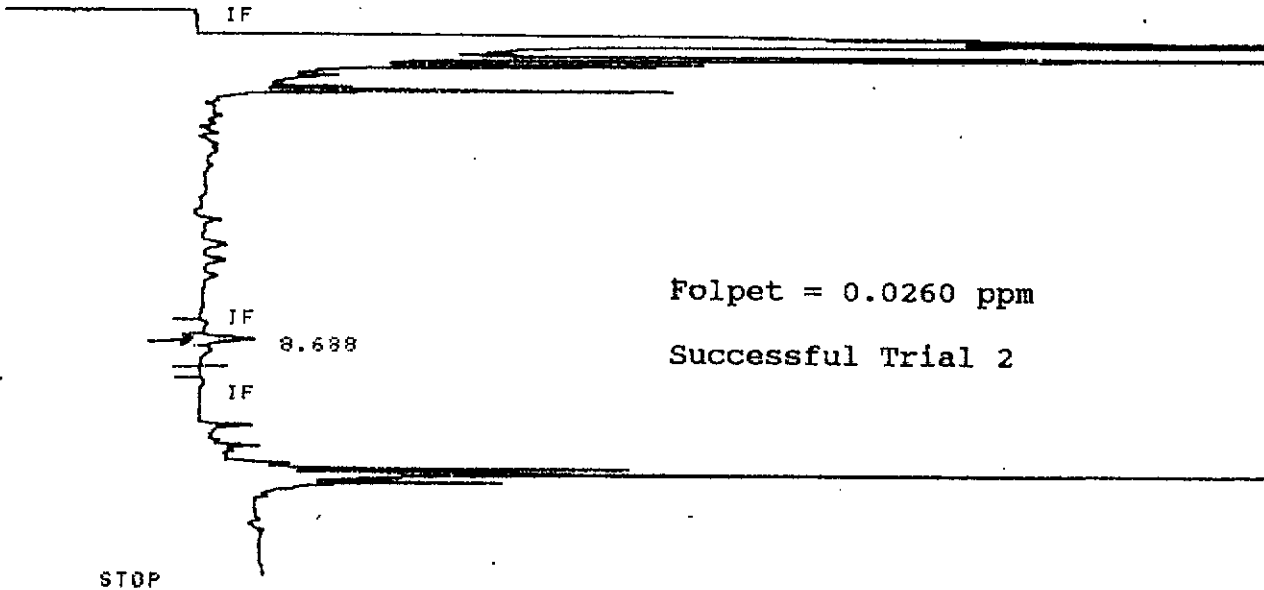 IF
Folpet = 0.0260 ppm
IF
8.688
Successful Trial 2
IF
STOP